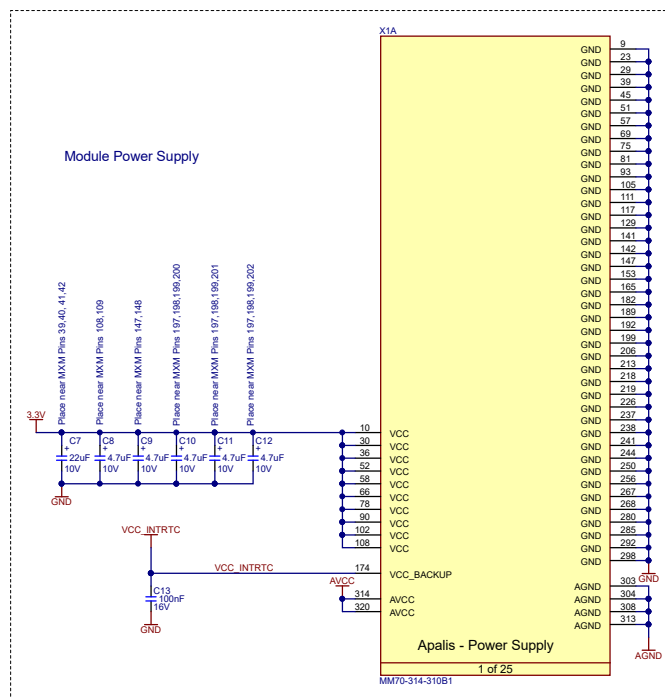 X1A
Module Power Supply
GND 9
GND 23
GND 29
GND 39
GND 45
GND 51
GND 57
GND 69
GND 75
GND 81
GND 93
GND 105
GND 111
GND 117
GND 129
GND 141
GND 142
GND 147
GND 153
GND 165
GND 182
GND 189
GND 192
GND 199
GND 206
GND 213
GND 218
GND 219
GND 226
GND 237
GND 238
GND 241
GND 244
GND 250
GND 256
GND 267
GND 268
GND 280
GND 285
GND 292
GND 298
GND
AGND 303
AGND 304
AGND 308
AGND 313
AGND
Place near MXM Pins 39,40, 41,42
Place near MXM Pins 108,109
Place near MXM Pins 147,148
Place near MXM Pins 197,198,199,200
Place near MXM Pins 197,198,199,201
Place near MXM Pins 197,198,199,202
3.3V
C7 C8 C9 C10 C11 C12
+ + + + + +
22uF 4.7uF 4.7uF 4.7uF 4.7uF 4.7uF
10V 10V 10V 10V 10V 10V
GND
10 VCC
30 VCC
36 VCC
52 VCC
58 VCC
66 VCC
78 VCC
90 VCC
102 VCC
108 VCC
VCC_INTRTC
VCC_INTRTC
174 VCC_BACKUP
C13
100nF
16V
GND
AVCC
314 AVCC
320 AVCC
Apalis - Power Supply
1 of 25
MM70-314-310B1